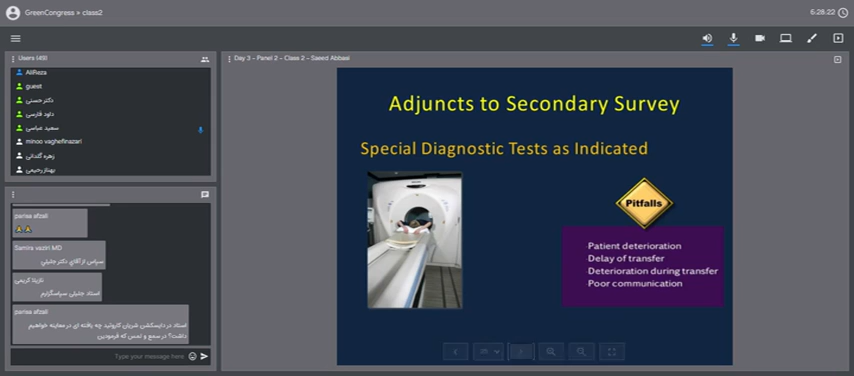 GreenCongress > class2
5:28:22
Users (49)
AliReza
guest
دکتر حسنی
داود فارسی
سعید عباسی
minoo vaghefinazari
زهره گلدانی
بهناز رحیمی
parisa afzali
Samira vaziri MD
سپاس از آقای دکتر جلیلی
نازیلا کریمی
استاد جلیلی سپاسگزارم
parisa afzali
استاد در دایسکشن شریان کاروتید چه یافته ای در معاینه خواهیم
داشت؟ در سمع و لمس که فرمودین
Type your message here
Day 3 - Panel 2 - Class 2 - Saeed Abbasi
Adjuncts to Secondary Survey
Special Diagnostic Tests as Indicated
Pitfalls
Patient deterioration
Delay of transfer
Deterioration during transfer
Poor communication